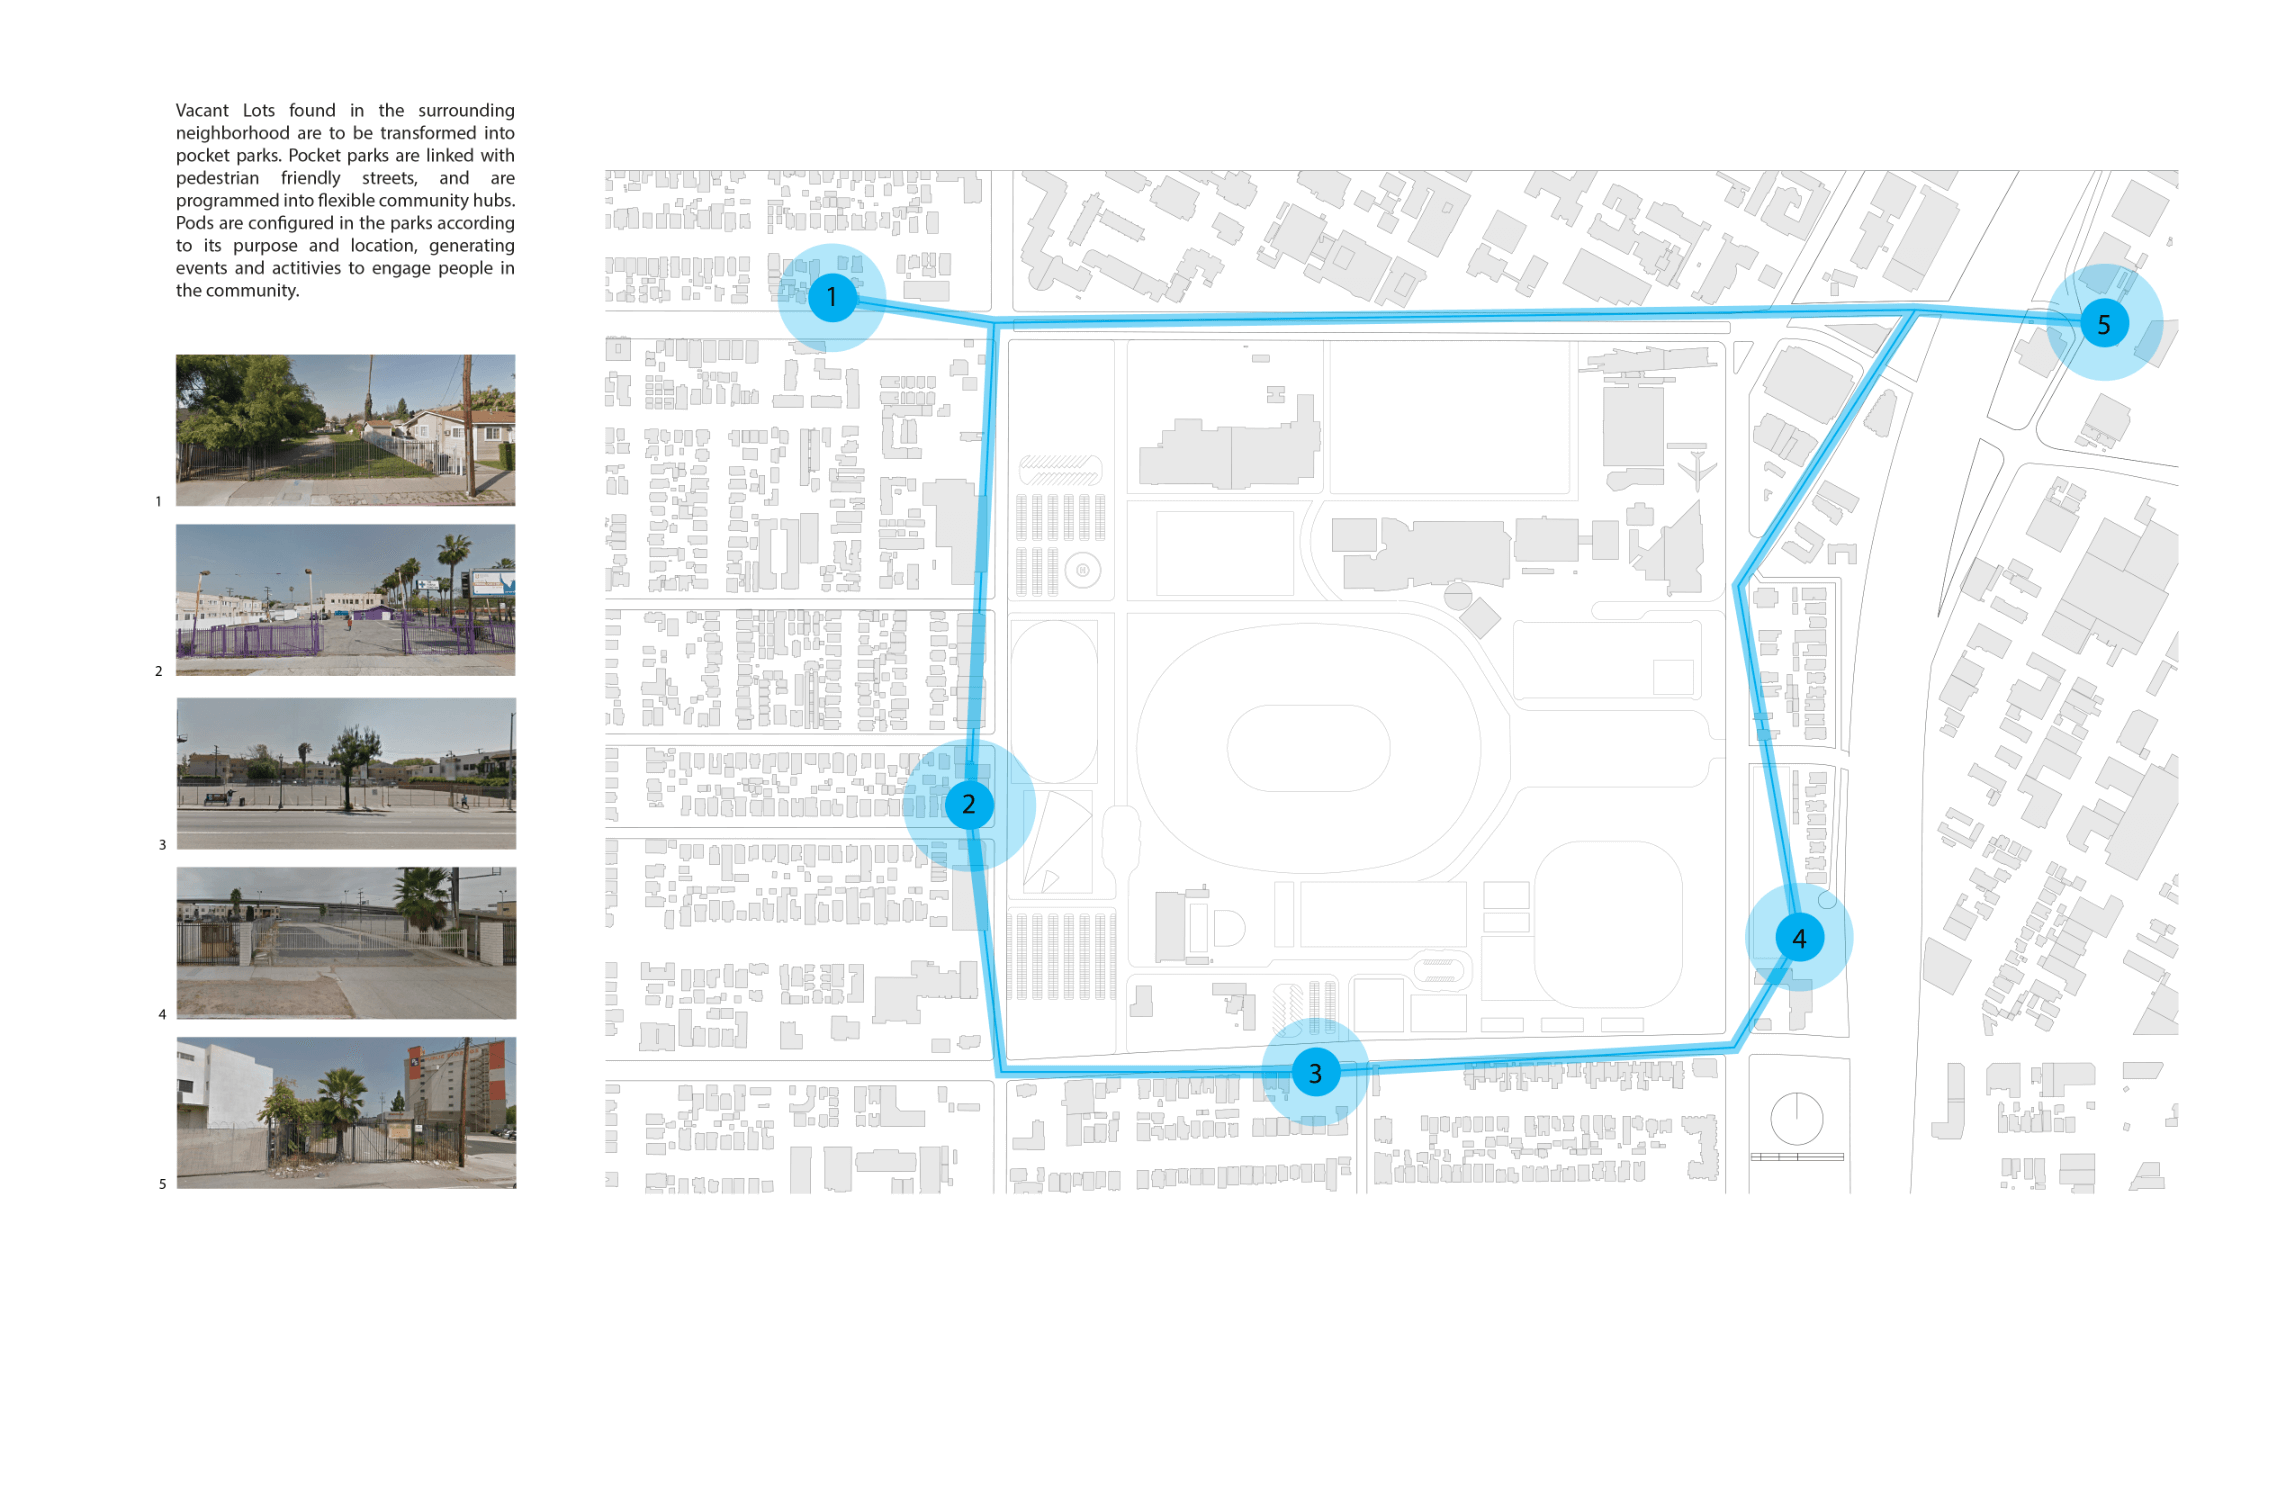 Vacant Lots found in the surrounding
neighborhood are to be transformed into
pocket parks. Pocket parks are linked with
pedestrian friendly streets, and are
programmed into flexible community hubs.
Pods are configured in the parks according
to its purpose and location, generating
events and actitivies to engage people in
the community.
1
2
3
4
5
1
5
2
4
3